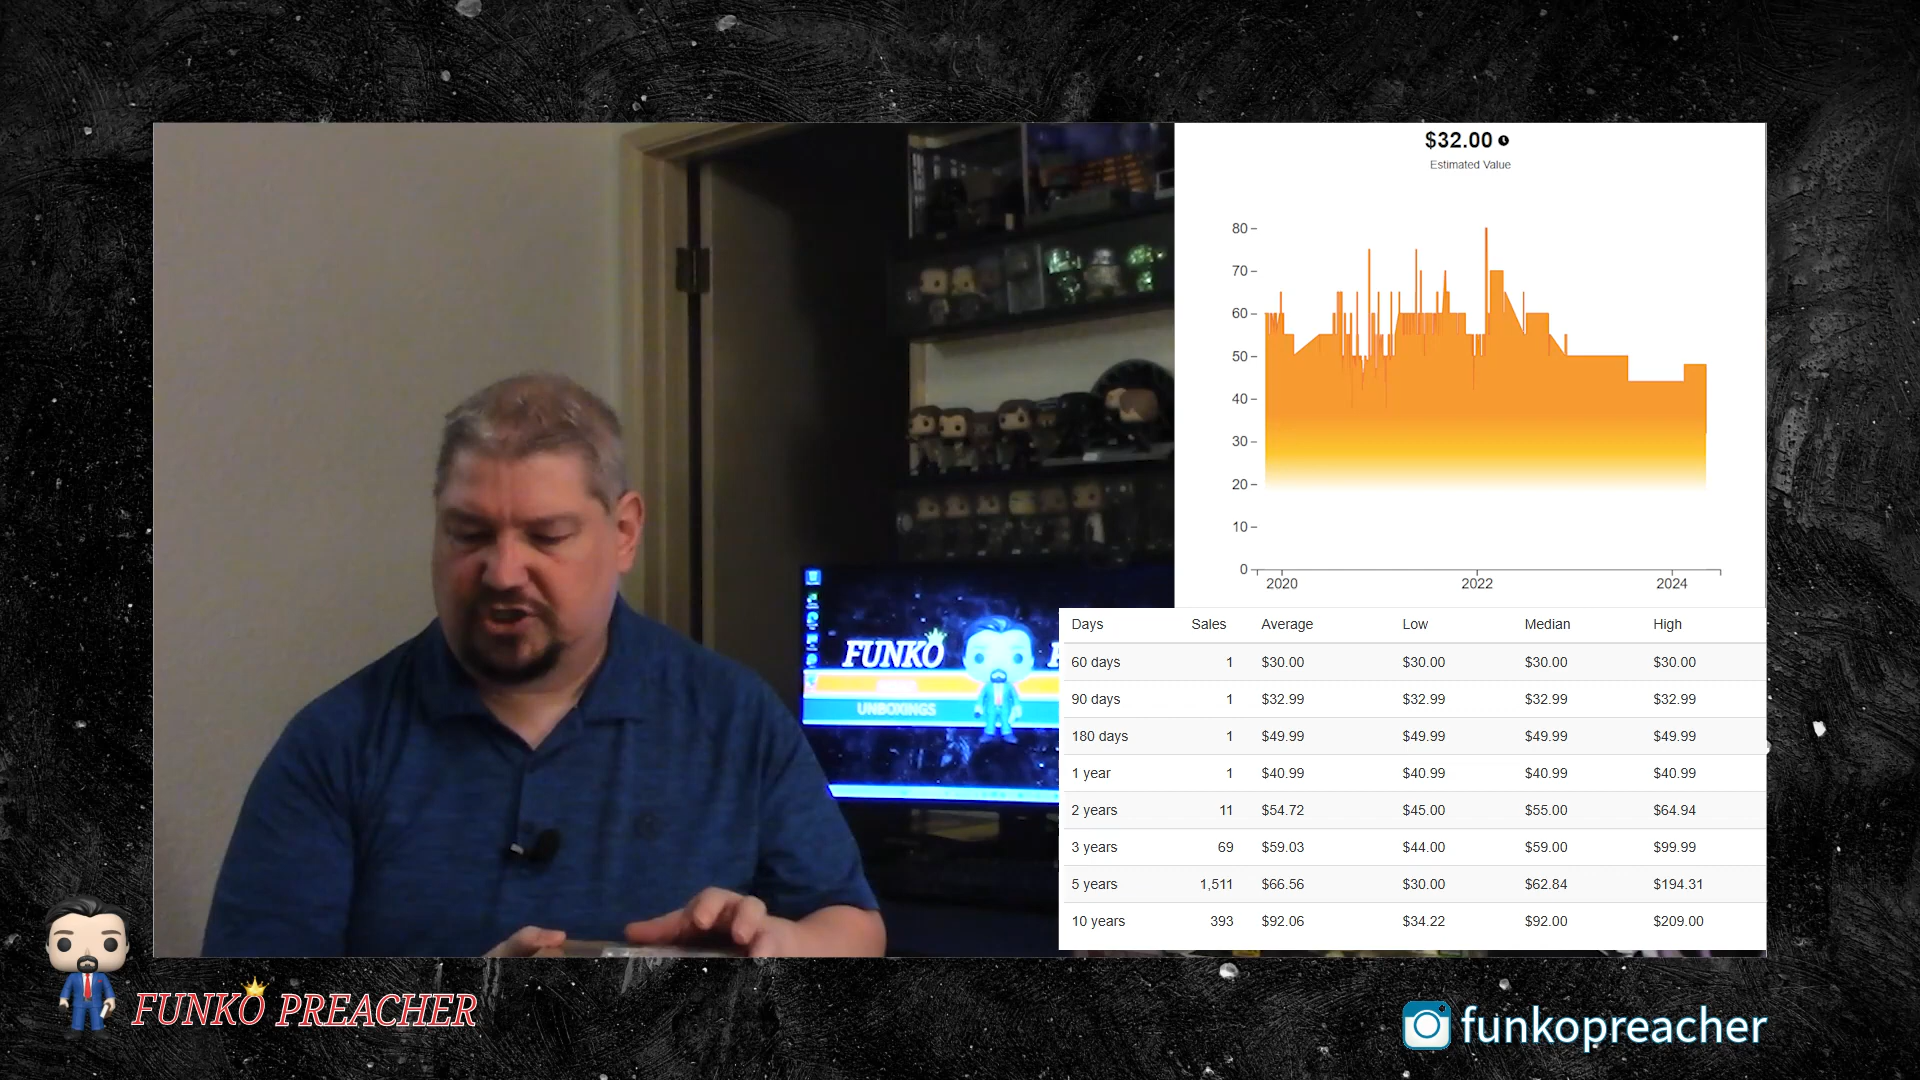 $32.00
Estimated Value
80
70
60
50
40
30
20
10
0
2020 2022 2024
Days Sales Average Low Median High
60 days 1 $30.00 $30.00 $30.00 $30.00
90 days 1 $32.99 $32.99 $32.99 $32.99
180 days 1 $49.99 $49.99 $49.99 $49.99
1 year 1 $40.99 $40.99 $40.99 $40.99
2 years 11 $54.72 $45.00 $55.00 $64.94
3 years 69 $59.03 $44.00 $59.00 $99.99
5 years 1,511 $66.56 $30.00 $62.84 $194.31
10 years 393 $92.06 $34.22 $92.00 $209.00
FUNKO
UNBOXINGS
FUNKO PREACHER
funkopreacher